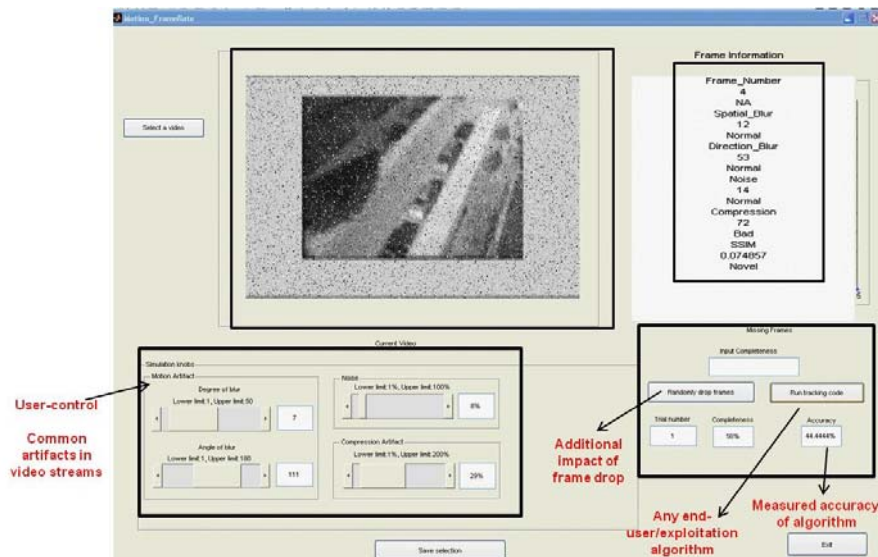 Motion_FrameRate
Select a video
Frame Information
Frame_Number
4
NA
Spatial_Blur
12
Normal
Direction_Blur
53
Normal
Noise
14
Normal
Compression
72
Bad
SSIM
0.074857
Novel
Current Video
Simulation knobs
Motion Artifact
Degree of blur
Lower limit:1, Upper limit:50
7
Angle of blur
Lower limit:1, Upper limit:180
111
Noise
Lower limit:1%, Upper limit:100%
8%
Compression Artifact
Lower limit:1%, Upper limit:200%
29%
Save selection
Missing Frames
Input Completeness
Randomly drop frames
Run tracking code
Trial number
Completeness
Accuracy
1
58%
44.4444%
Exit
User-control
Common
artifacts in
video streams
Additional
impact of
frame drop
Any end-
user/exploitation
algorithm
Measured accuracy
of algorithm